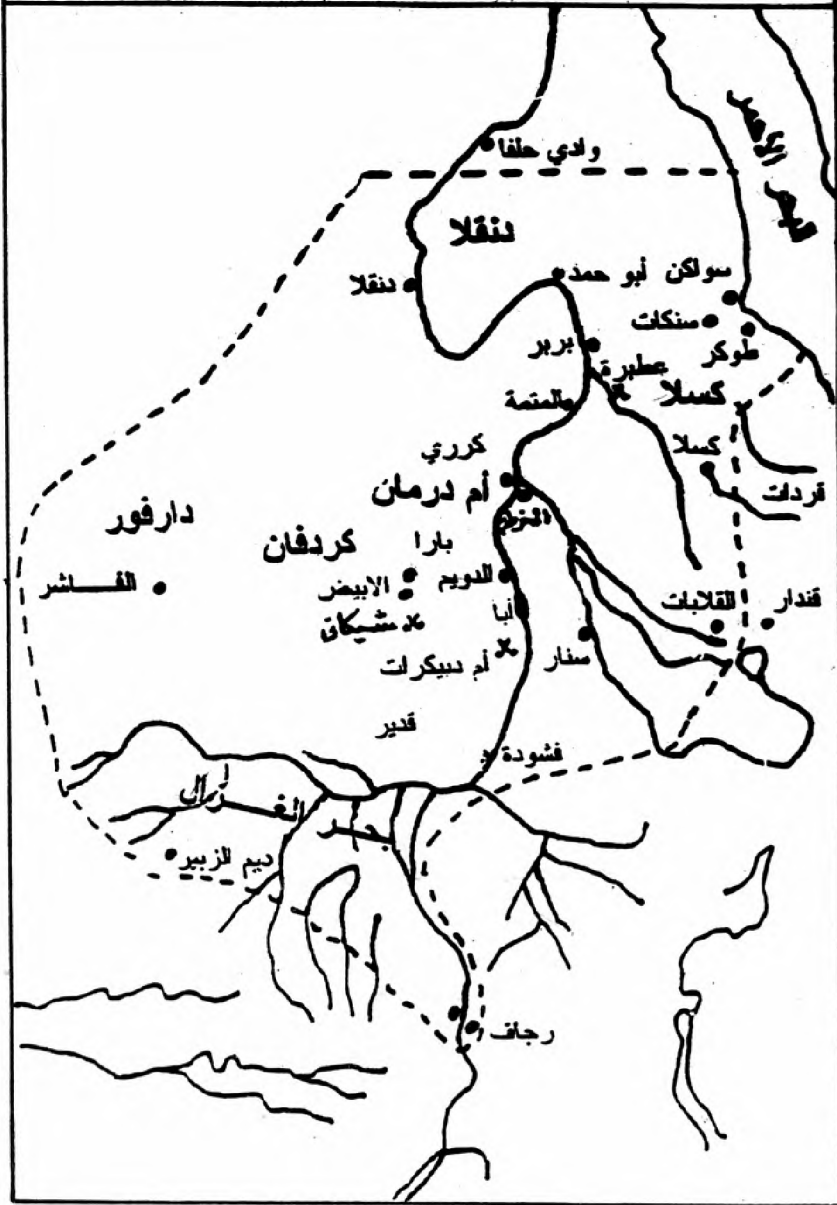 البحر الأحمر
وادي حلفا
دنقلا
دنقلا
أبو حمد
سواكن
سنكات
طوكر
بربر
عطبرة
كسلا
المتمة
كسلا
كرري
أم درمان
قردات
دارفور
كردفان
بارا
الفاشر
الابيض
الدويم
القلابات
قندار
شيكان
أبا
سنار
أم دبيكرات
قدير
فشودة
بحر الغزال
ديم الزبير
رجاف